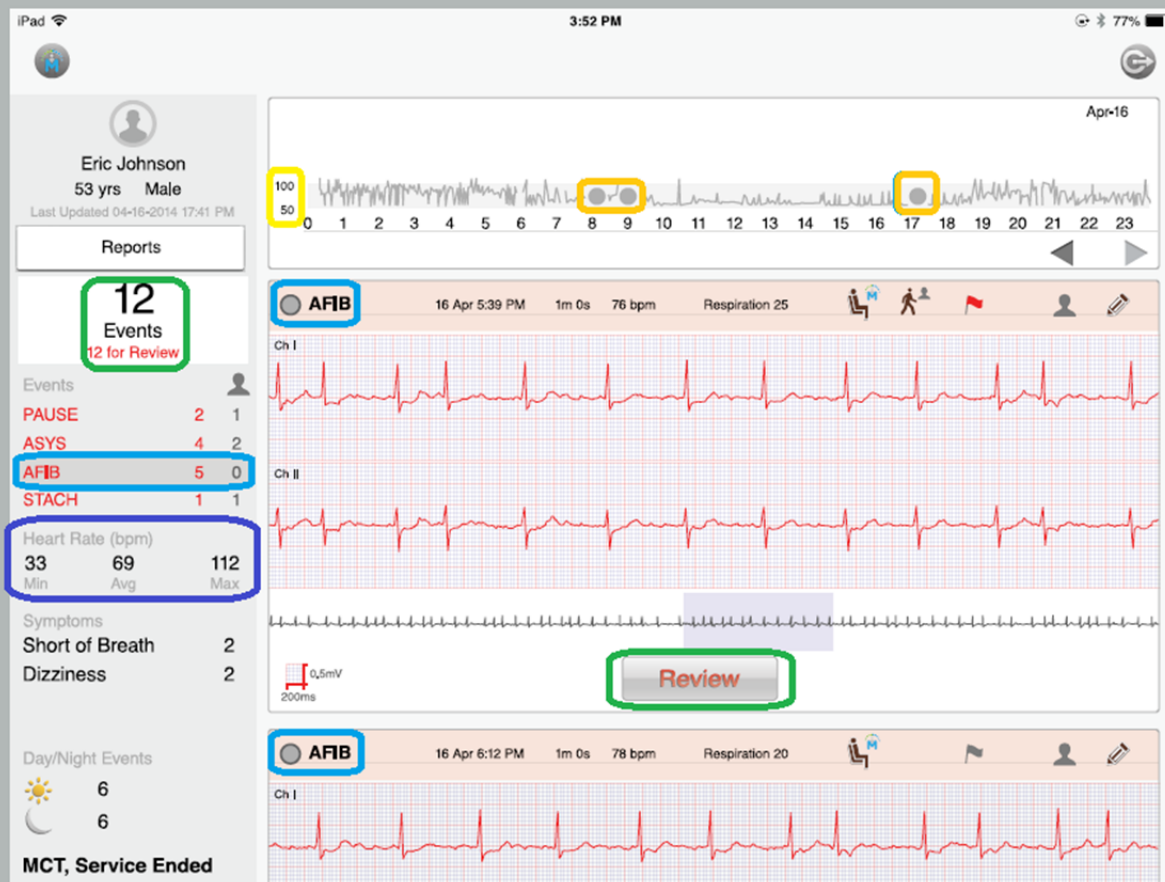 iPad 3:52 PM 77%
Eric Johnson
53 yrs Male
Last Updated 04-16-2014 17:41 PM
Reports
12
Events
12 for Review
Events
PAUSE 2 1
ASYS 4 2
AFIB 5 0
STACH 1 1
Heart Rate (bpm)
33 69 112
Min Avg Max
Symptoms
Short of Breath 2
Dizziness 2
Day/Night Events
6
6
MCT, Service Ended
Apr-16
100
50
0 1 2 3 4 5 6 7 8 9 10 11 12 13 14 15 16 17 18 19 20 21 22 23
AFIB 16 Apr 5:39 PM 1m 0s 76 bpm Respiration 25
Ch I
Ch II
0.5mV
200ms
Review
AFIB 16 Apr 6:12 PM 1m 0s 78 bpm Respiration 20
Ch I